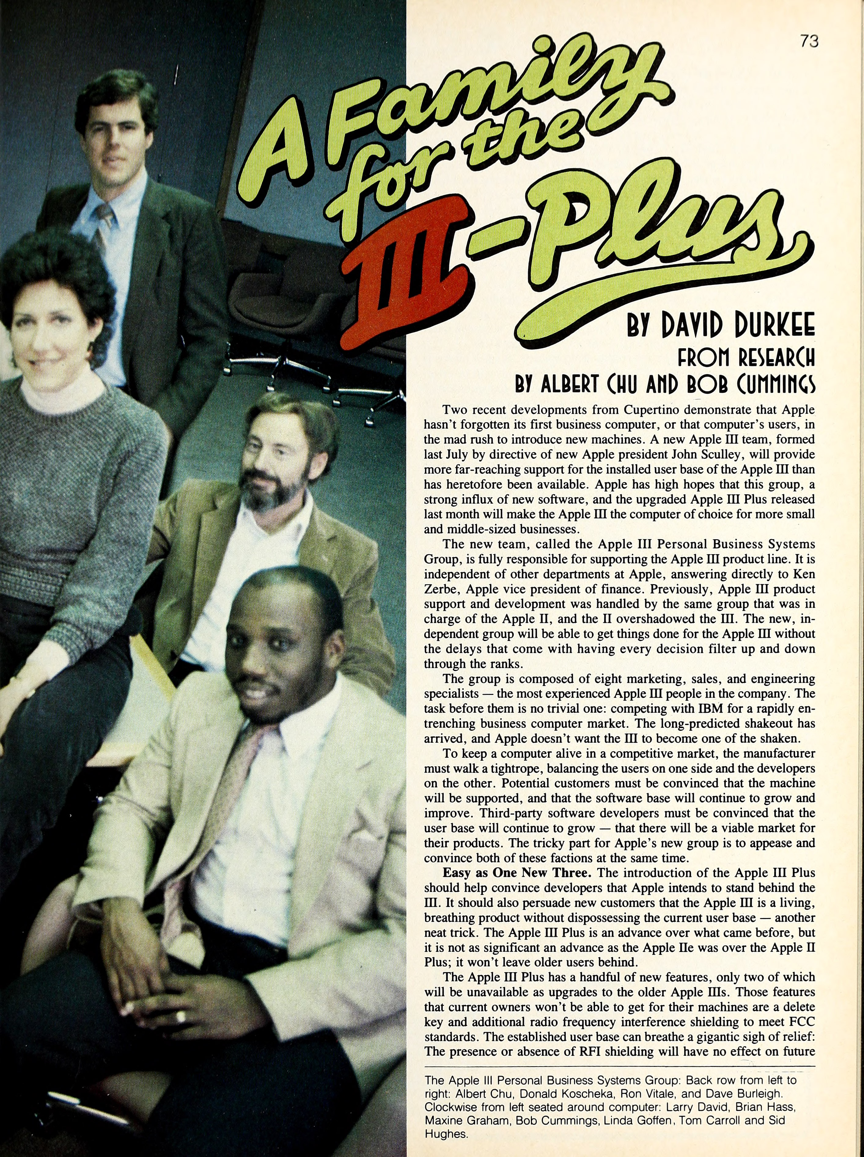 73
A Family
for the
III-Plus
BY DAVID DURKEE
FROM RESEARCH
BY ALBERT CHU AND BOB CUMMINGS
Two recent developments from Cupertino demonstrate that Apple
hasn't forgotten its first business computer, or that computer's users, in
the mad rush to introduce new machines. A new Apple III team, formed
last July by directive of new Apple president John Sculley, will provide
more far-reaching support for the installed user base of the Apple III than
has heretofore been available. Apple has high hopes that this group, a
strong influx of new software, and the upgraded Apple III Plus released
last month will make the Apple III the computer of choice for more small
and middle-sized businesses.
The new team, called the Apple III Personal Business Systems
Group, is fully responsible for supporting the Apple III product line. It is
independent of other departments at Apple, answering directly to Ken
Zerbe, Apple vice president of finance. Previously, Apple III product
support and development was handled by the same group that was in
charge of the Apple II, and the II overshadowed the III. The new, in-
dependent group will be able to get things done for the Apple III without
the delays that come with having every decision filter up and down
through the ranks.
The group is composed of eight marketing, sales, and engineering
specialists — the most experienced Apple III people in the company. The
task before them is no trivial one: competing with IBM for a rapidly en-
trenching business computer market. The long-predicted shakeout has
arrived, and Apple doesn't want the III to become one of the shaken.
To keep a computer alive in a competitive market, the manufacturer
must walk a tightrope, balancing the users on one side and the developers
on the other. Potential customers must be convinced that the machine
will be supported, and that the software base will continue to grow and
improve. Third-party software developers must be convinced that the
user base will continue to grow — that there will be a viable market for
their products. The tricky part for Apple's new group is to appease and
convince both of these factions at the same time.
Easy as One New Three. The introduction of the Apple III Plus
should help convince developers that Apple intends to stand behind the
III. It should also persuade new customers that the Apple III is a living,
breathing product without dispossessing the current user base — another
neat trick. The Apple III Plus is an advance over what came before, but
it is not as significant an advance as the Apple IIe was over the Apple II
Plus; it won't leave older users behind.
The Apple III Plus has a handful of new features, only two of which
will be unavailable as upgrades to the older Apple IIIs. Those features
that current owners won't be able to get for their machines are a delete
key and additional radio frequency interference shielding to meet FCC
standards. The established user base can breathe a gigantic sigh of relief:
The presence or absence of RFI shielding will have no effect on future
The Apple III Personal Business Systems Group: Back row from left to
right: Albert Chu, Donald Koscheka, Ron Vitale, and Dave Burleigh.
Clockwise from left seated around computer: Larry David, Brian Hass,
Maxine Graham, Bob Cummings, Linda Goffen, Tom Carroll and Sid
Hughes.